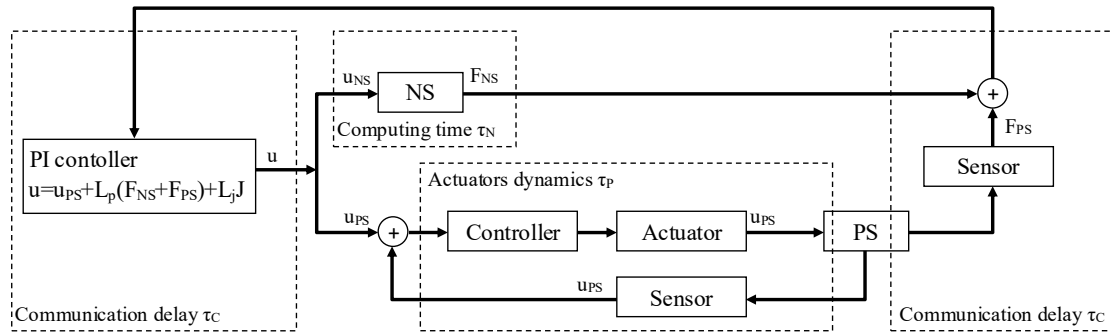 PI contoller
u=uPS+Lp(FNS+FPS)+LjJ
Communication delay τC
u
uNS
NS
FNS
Computing time τN
Actuators dynamics τP
uPS
+
Controller
Actuator
uPS
PS
uPS
Sensor
+
FPS
Sensor
Communication delay τC